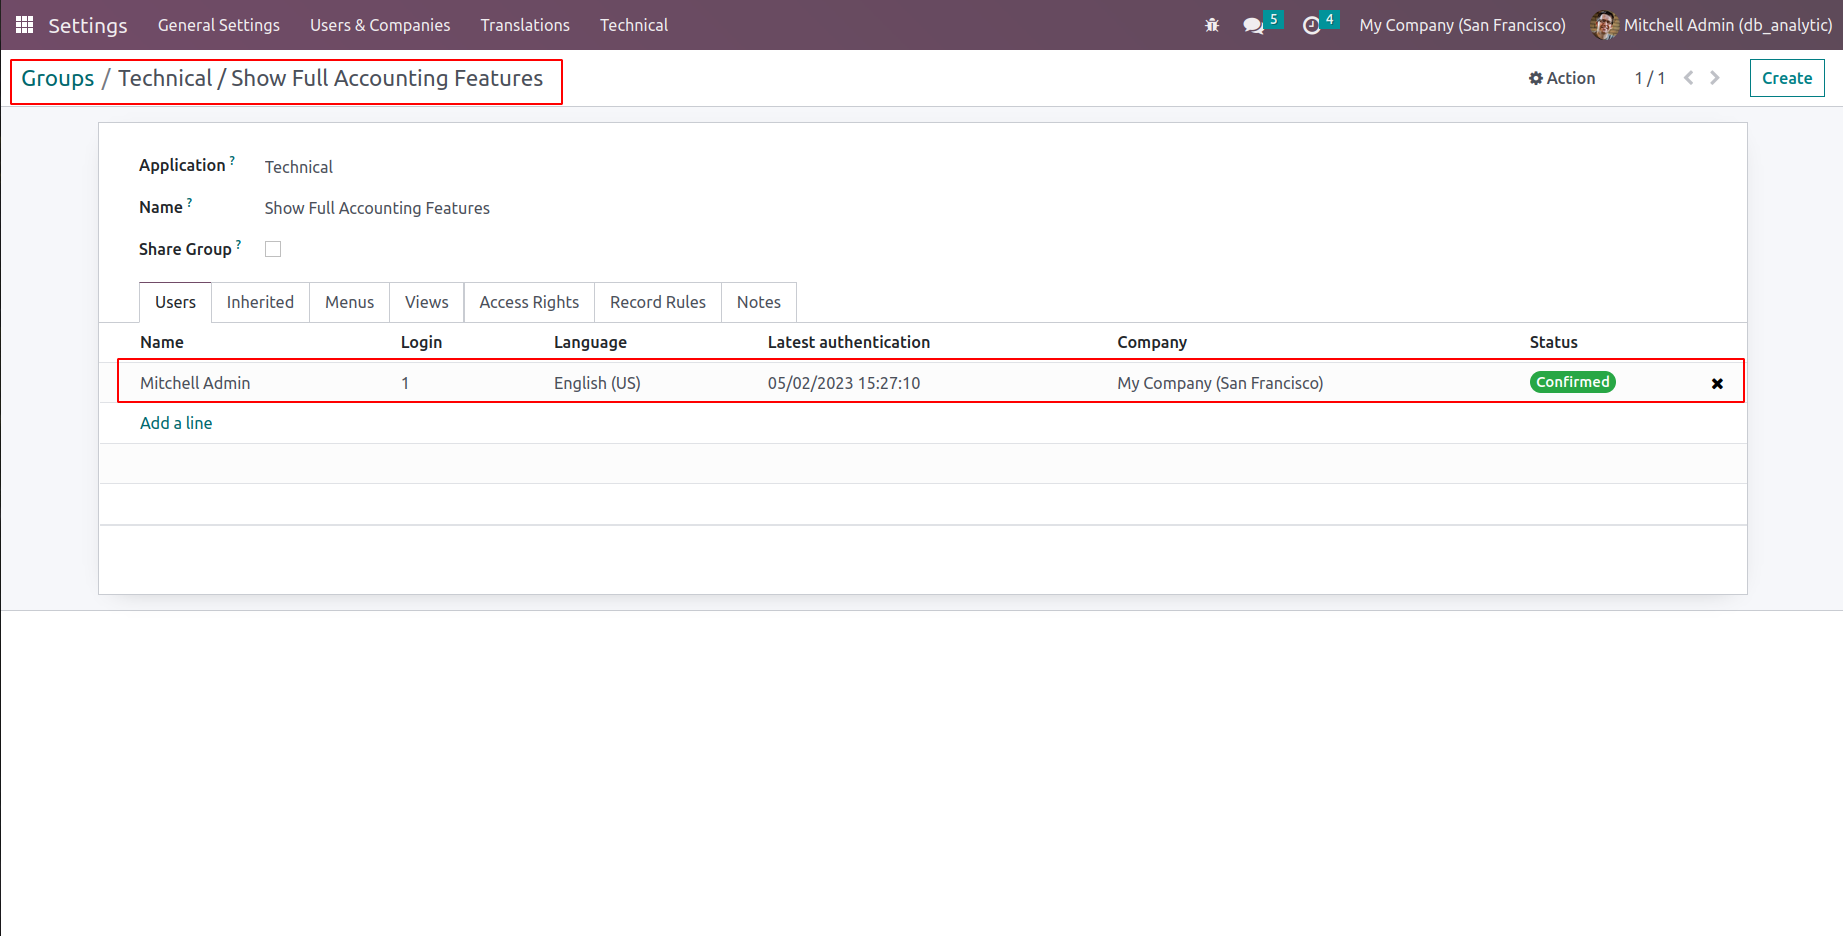 Settings General Settings Users & Companies Translations Technical 5 4 My Company (San Francisco) Mitchell Admin (db_analytic)
Groups / Technical / Show Full Accounting Features Action 1 / 1 Create
Application ? Technical
Name ? Show Full Accounting Features
Share Group ?
Users Inherited Menus Views Access Rights Record Rules Notes
Name Login Language Latest authentication Company Status
Mitchell Admin 1 English (US) 05/02/2023 15:27:10 My Company (San Francisco) Confirmed
Add a line